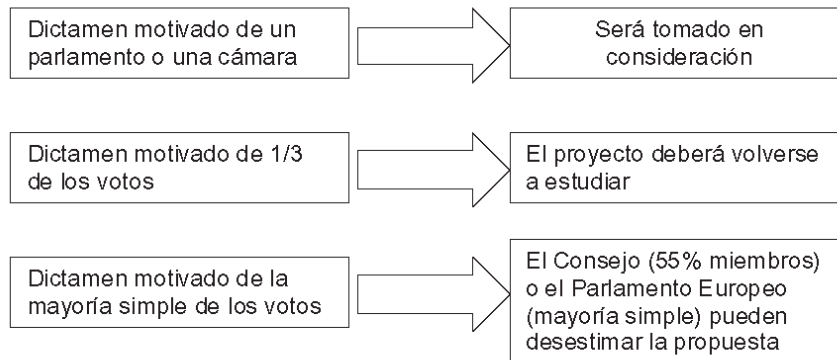 Dictamen motivado de un
parlamento o una cámara
Será tomado en
consideración
Dictamen motivado de 1/3
de los votos
El proyecto deberá volverse
a estudiar
Dictamen motivado de la
mayoría simple de los votos
El Consejo (55% miembros)
o el Parlamento Europeo
(mayoría simple) pueden
desestimar la propuesta